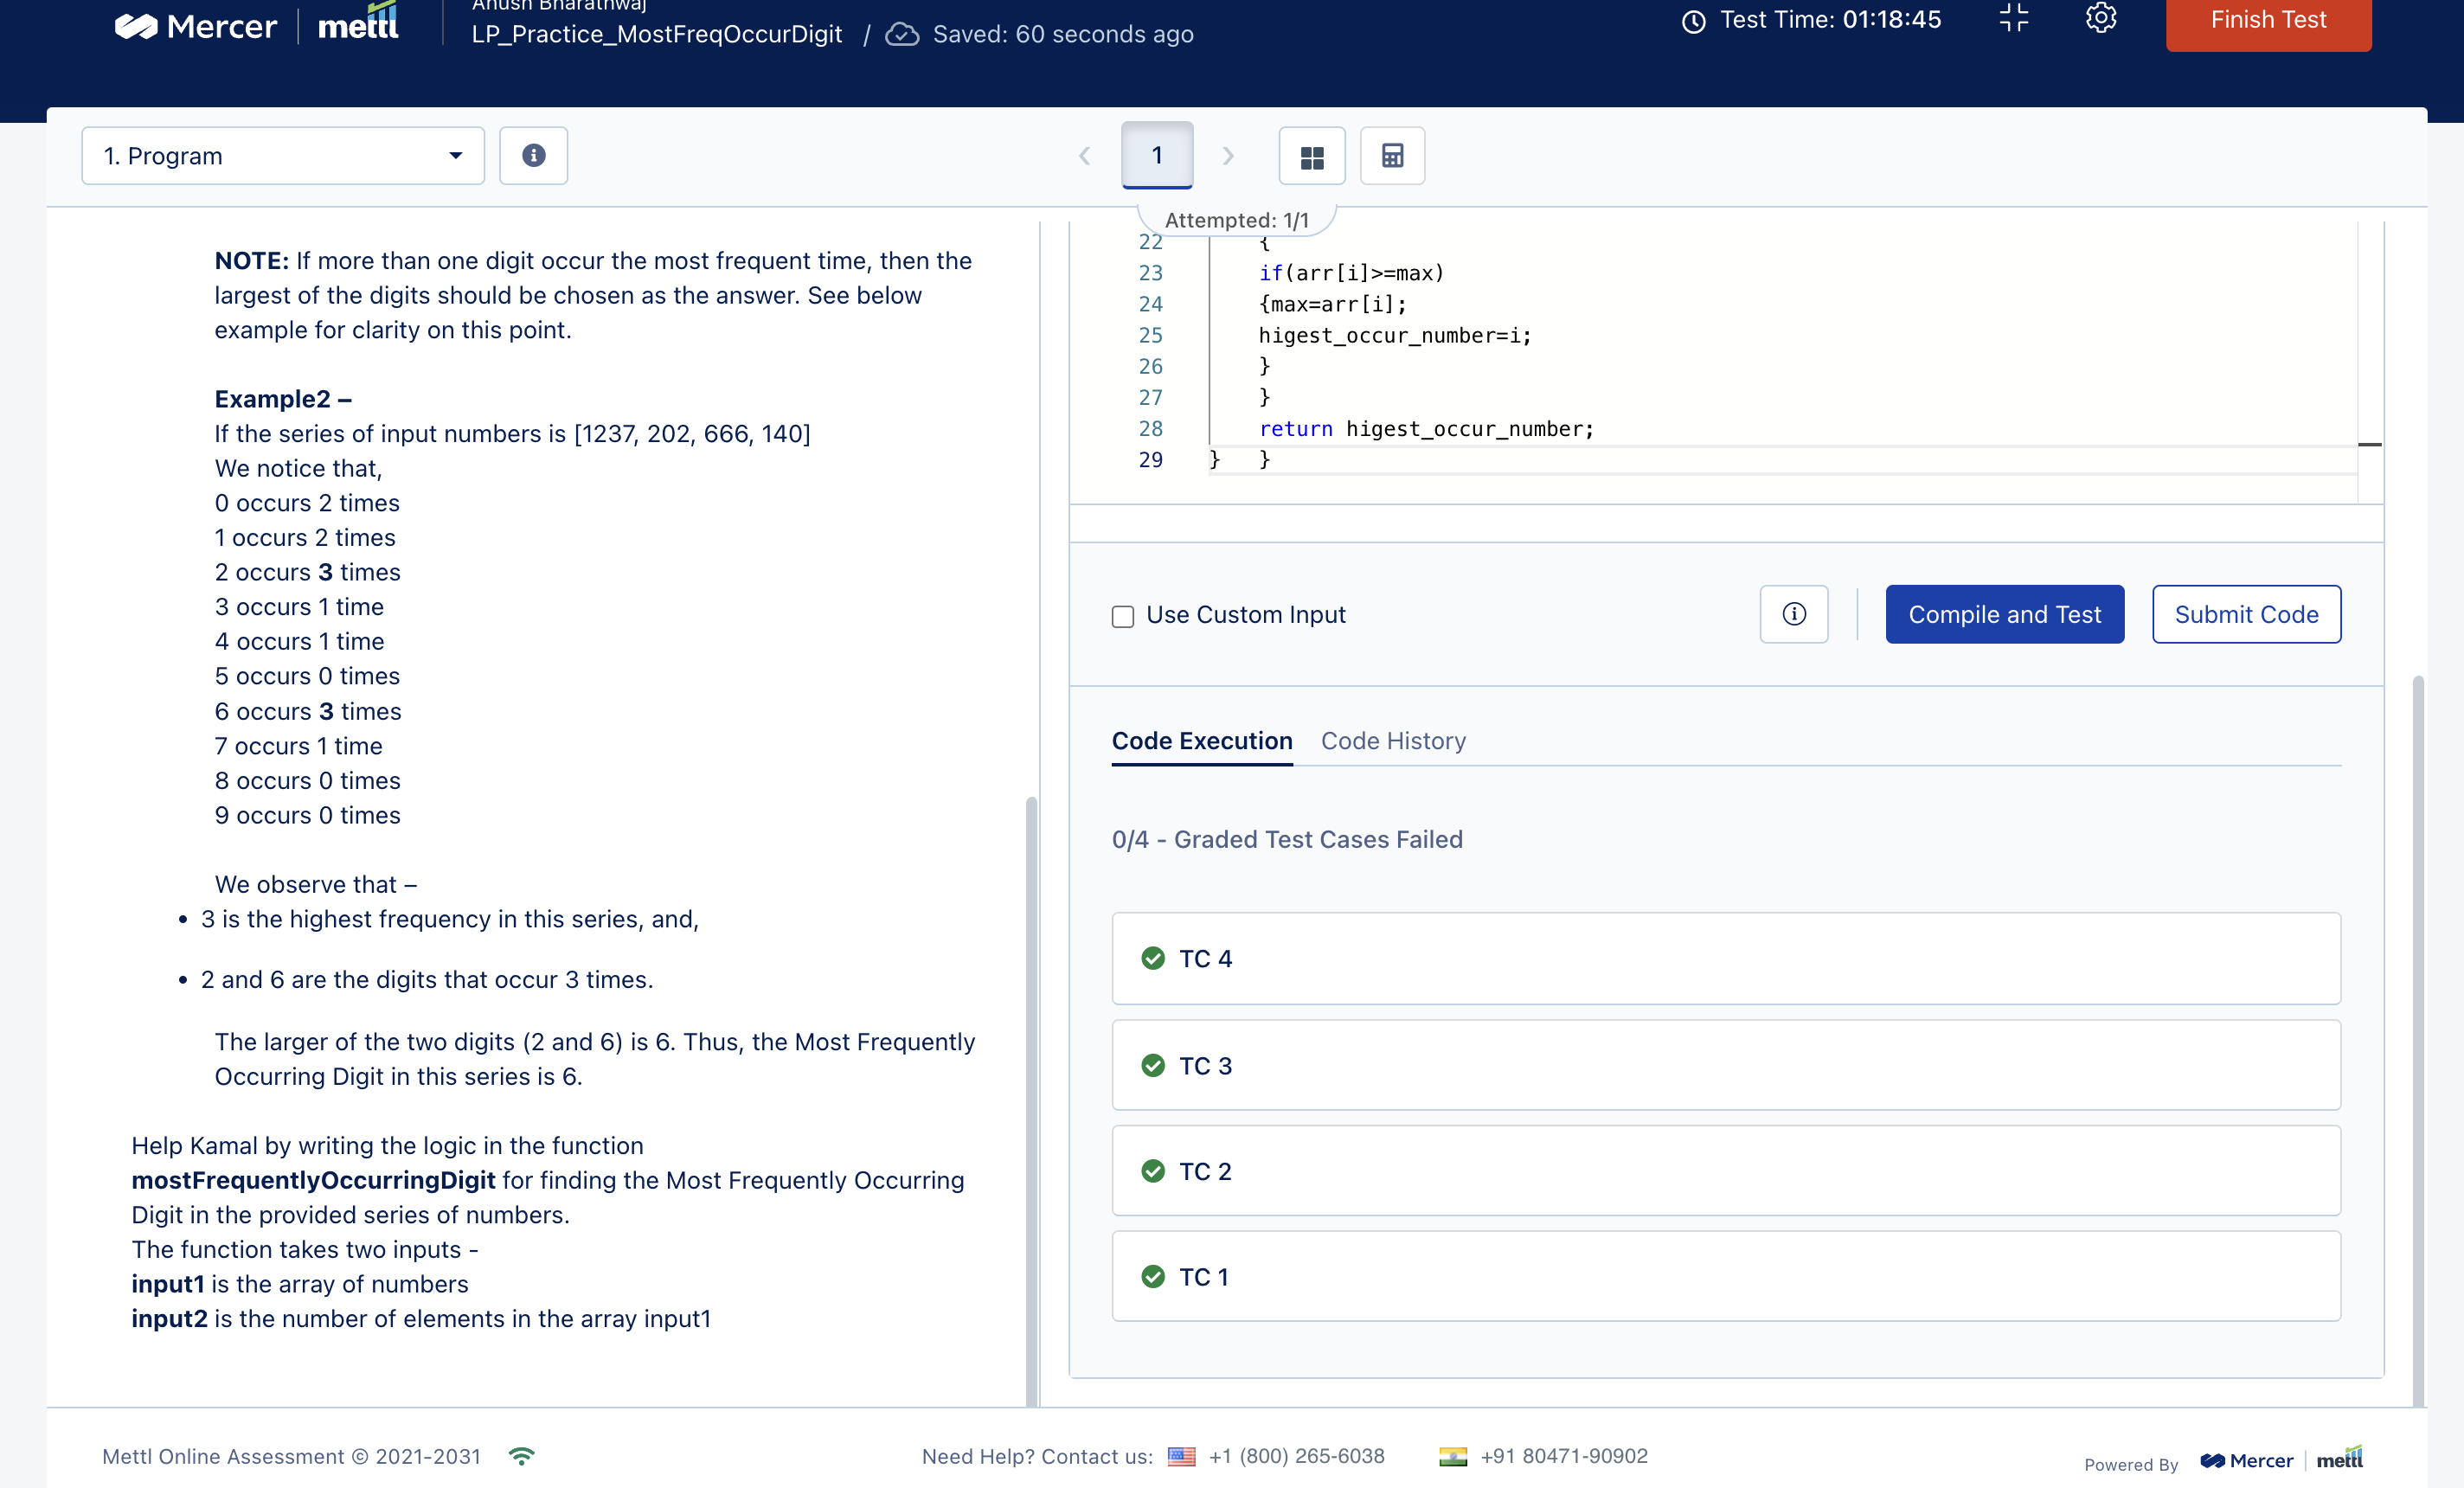 Mercer mettl
Anush Bharathwaj
LP_Practice_MostFreqOccurDigit / Saved: 60 seconds ago
Test Time: 01:18:45
Finish Test
1. Program
1
Attempted: 1/1
NOTE: If more than one digit occur the most frequent time, then the
largest of the digits should be chosen as the answer. See below
example for clarity on this point.
Example2 –
If the series of input numbers is [1237, 202, 666, 140]
We notice that,
0 occurs 2 times
1 occurs 2 times
2 occurs 3 times
3 occurs 1 time
4 occurs 1 time
5 occurs 0 times
6 occurs 3 times
7 occurs 1 time
8 occurs 0 times
9 occurs 0 times
We observe that –
• 3 is the highest frequency in this series, and,
• 2 and 6 are the digits that occur 3 times.
The larger of the two digits (2 and 6) is 6. Thus, the Most Frequently
Occurring Digit in this series is 6.
Help Kamal by writing the logic in the function
mostFrequentlyOccurringDigit for finding the Most Frequently Occurring
Digit in the provided series of numbers.
The function takes two inputs -
input1 is the array of numbers
input2 is the number of elements in the array input1
22 {
23 if(arr[i]>=max)
24 {max=arr[i];
25 higest_occur_number=i;
26 }
27 }
28 return higest_occur_number;
29 } }
Use Custom Input
Compile and Test
Submit Code
Code Execution Code History
0/4 - Graded Test Cases Failed
TC 4
TC 3
TC 2
TC 1
Mettl Online Assessment © 2021-2031
Need Help? Contact us: +1 (800) 265-6038 +91 80471-90902
Powered By Mercer mettl